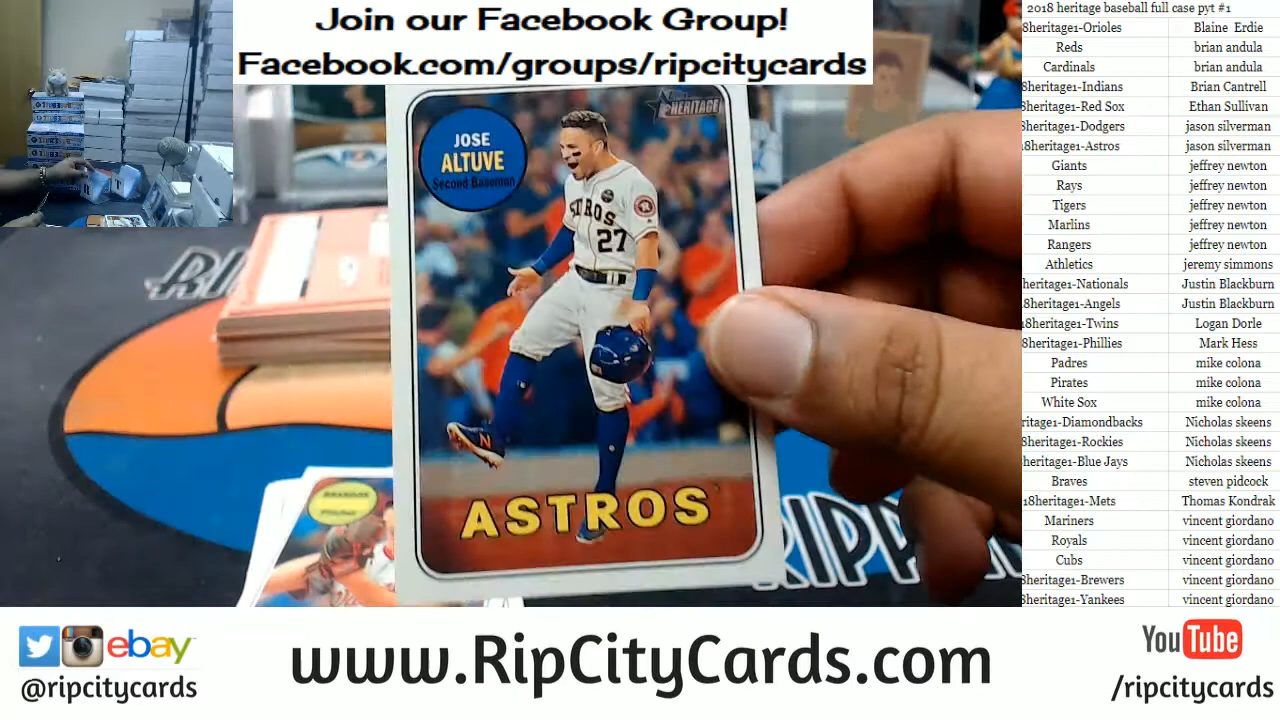 Join our Facebook Group!
Facebook.com/groups/ripcitycards
2018 heritage baseball full case pyt #1
8heritage1-Orioles Blaine Erdie
Reds brian andula
Cardinals brian andula
8heritage1-Indians Brian Cantrell
8heritage1-Red Sox Ethan Sullivan
8heritage1-Dodgers jason silverman
8heritage1-Astros jason silverman
Giants jeffrey newton
Rays jeffrey newton
Tigers jeffrey newton
Marlins jeffrey newton
Rangers jeffrey newton
Athletics jeremy simmons
heritage1-Nationals Justin Blackburn
8heritage1-Angels Justin Blackburn
8heritage1-Twins Logan Dorle
8heritage1-Phillies Mark Hess
Padres mike colona
Pirates mike colona
White Sox mike colona
ritage1-Diamondbacks Nicholas skeens
8heritage1-Rockies Nicholas skeens
heritage1-Blue Jays Nicholas skeens
Braves steven pidcock
18heritage1-Mets Thomas Kondrak
Mariners vincent giordano
Royals vincent giordano
Cubs vincent giordano
8heritage1-Brewers vincent giordano
8heritage1-Yankees vincent giordano
HERITAGE
JOSE
ALTUVE
Second Baseman
27
ASTROS
BRANDON
Pitcher
RIPP
ebay
@ripcitycards
www.RipCityCards.com
YouTube
/ripcitycards